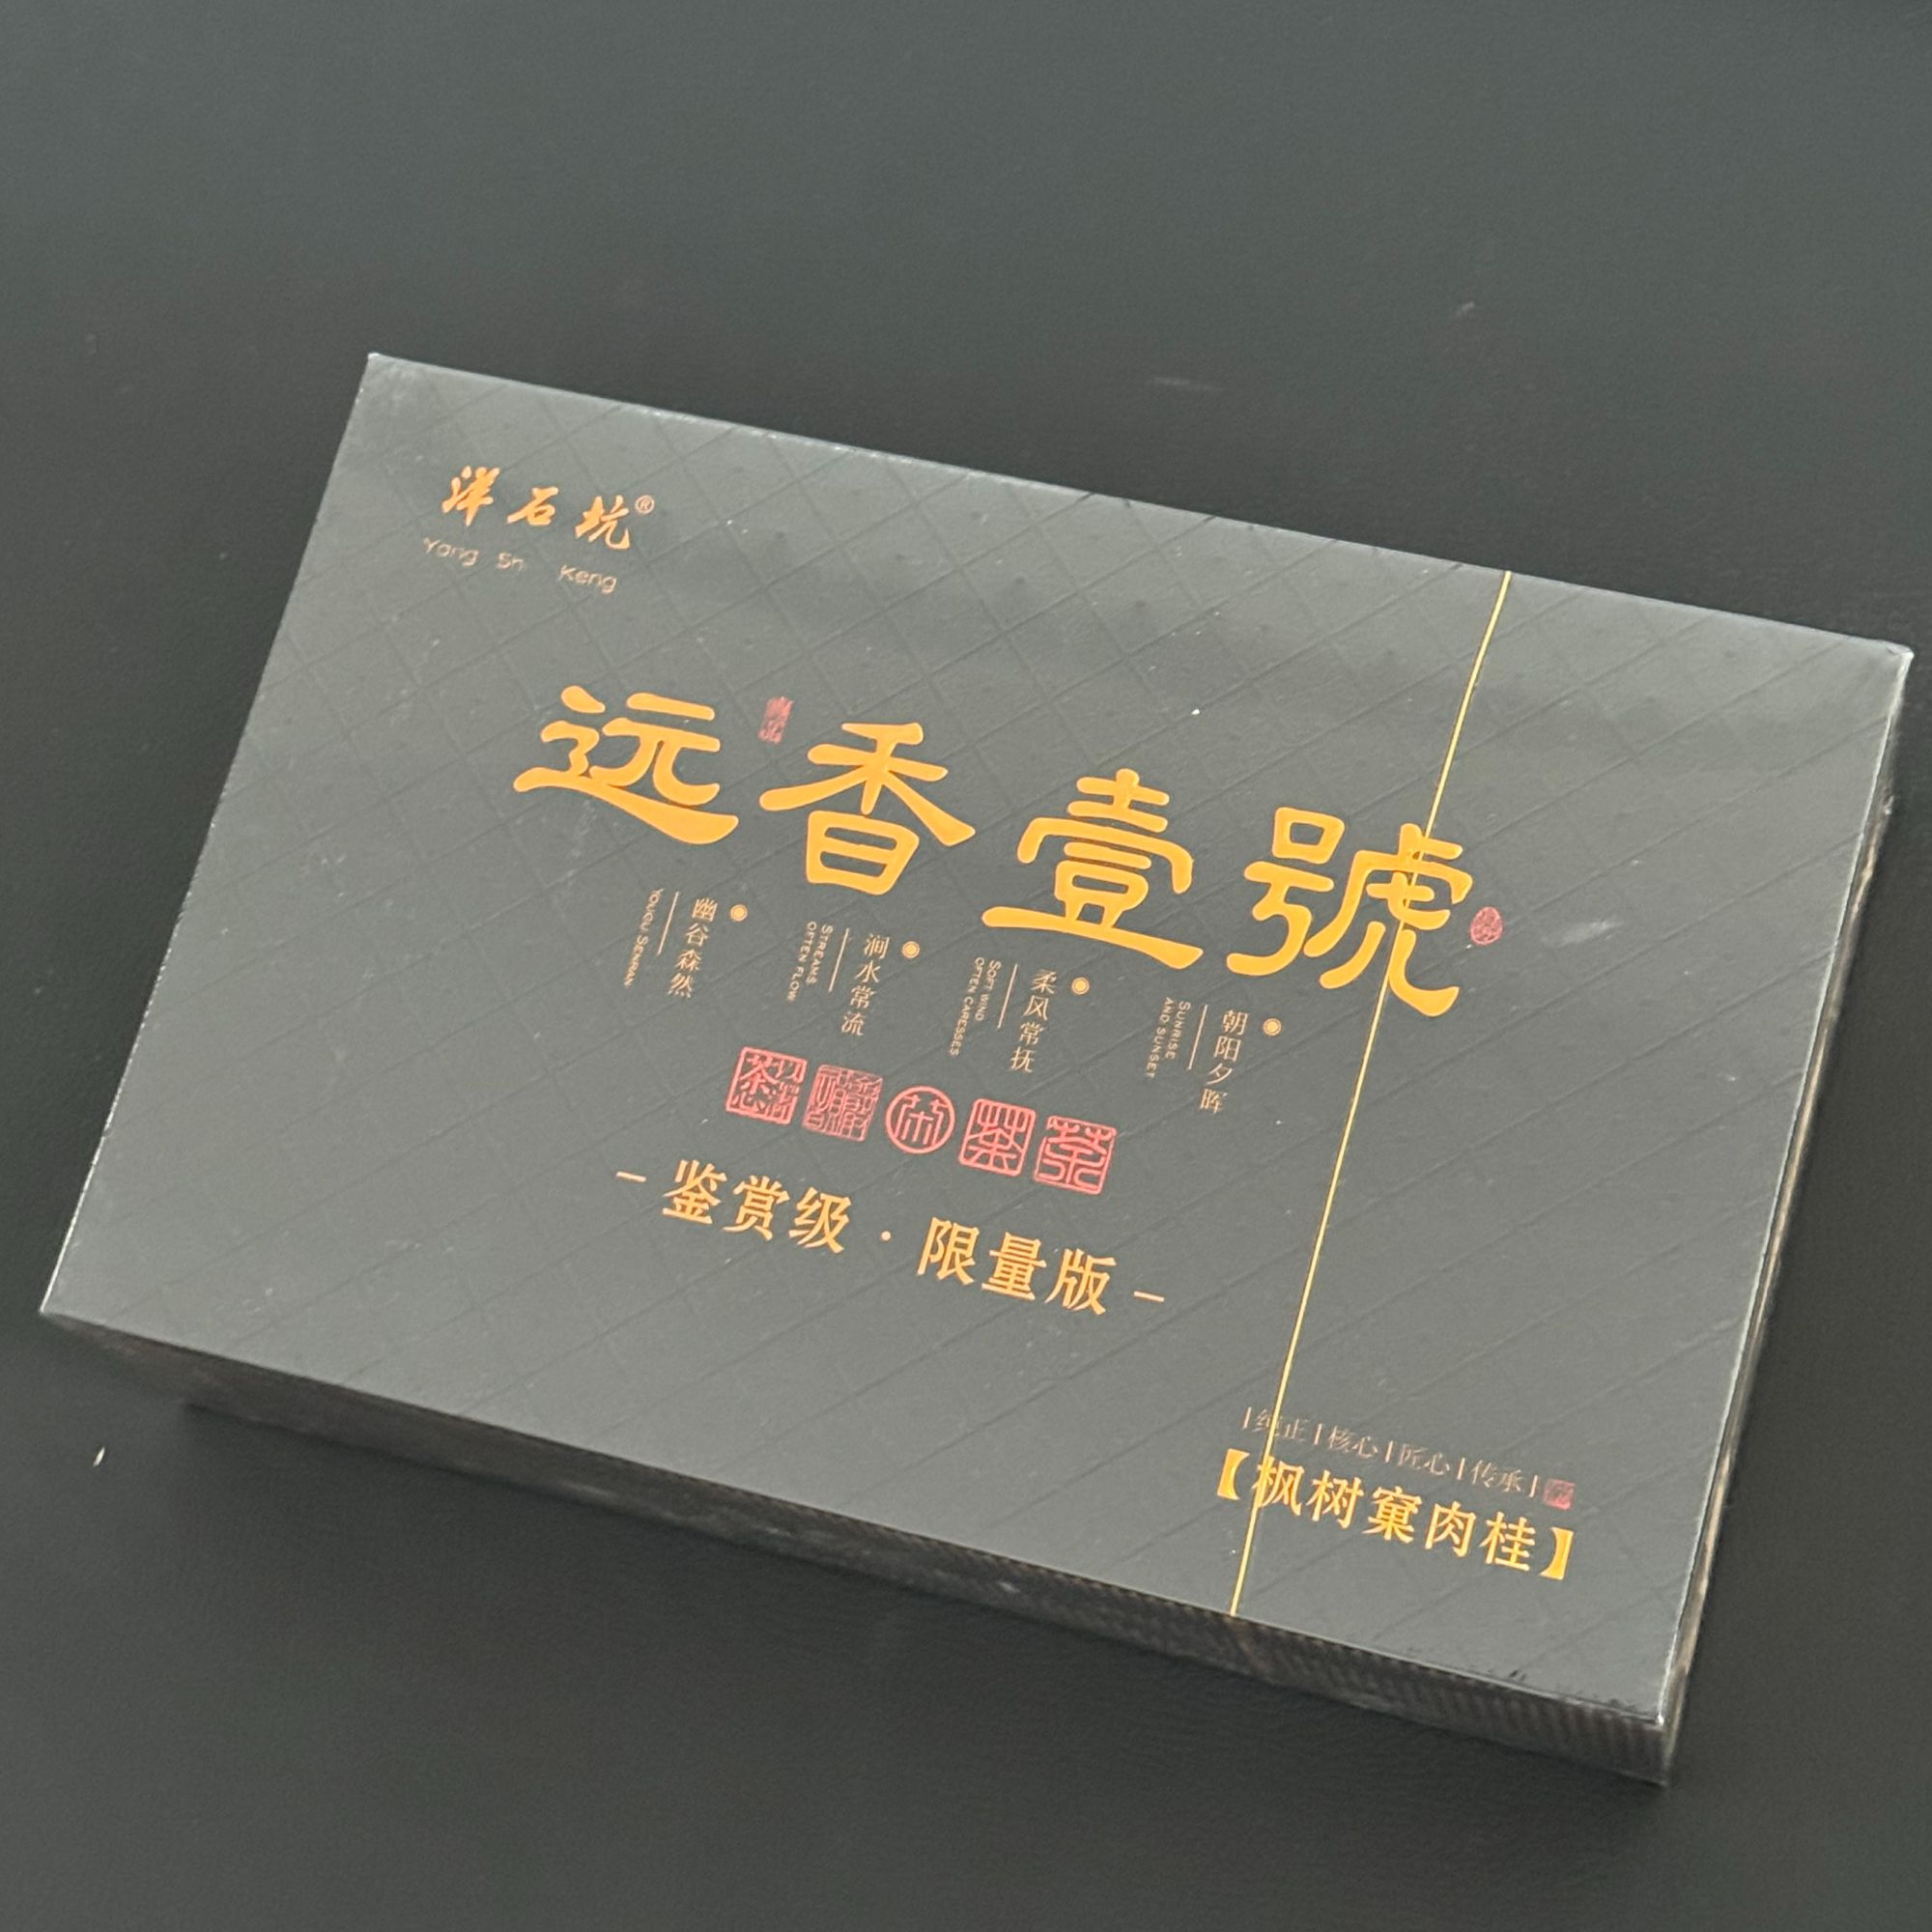 洋石坑®
Yang Sh Keng
远香壹號
幽谷森然
YOUGU SENRAN
涧水常流
STREAMS
OFTEN FLOW
柔风常抚
SOFT WIND
OFTEN CARESSES
朝阳夕晖
SUNRISE
AND SUNSET
茶
-鉴赏级·限量版-
|纯正|核心|匠心|传承|
【枫树窠肉桂】